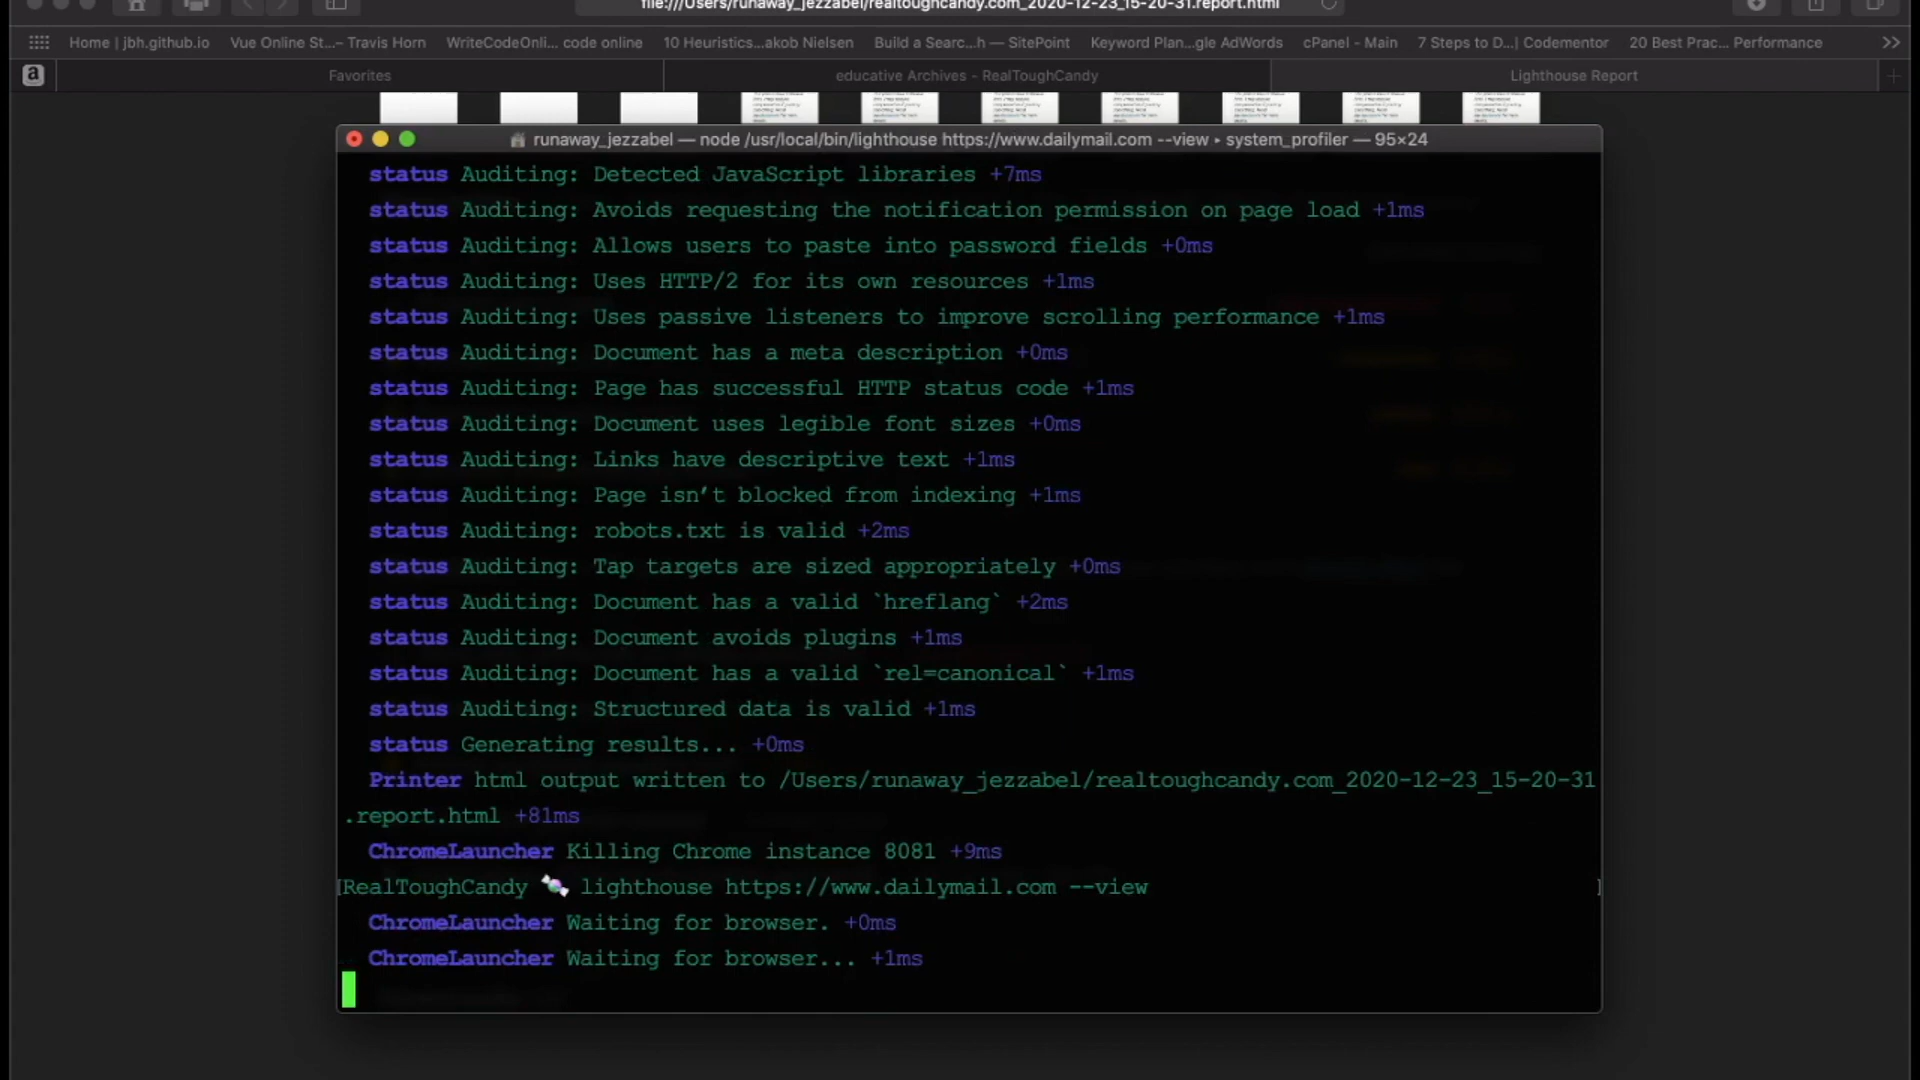 file:///Users/runaway_jezzabel/realtoughcandy.com_2020-12-23_15-20-31.report.html
Home | jbh.github.io Vue Online St...– Travis Horn WriteCodeOnli... code online 10 Heuristics...akob Nielsen Build a Searc...h — SitePoint Keyword Plan...gle AdWords cPanel - Main 7 Steps to D...| Codementor 20 Best Prac... Performance
a Favorites educative Archives - RealToughCandy Lighthouse Report
runaway_jezzabel — node /usr/local/bin/lighthouse https://www.dailymail.com --view ▸ system_profiler — 95×24
status Auditing: Detected JavaScript libraries +7ms
status Auditing: Avoids requesting the notification permission on page load +1ms
status Auditing: Allows users to paste into password fields +0ms
status Auditing: Uses HTTP/2 for its own resources +1ms
status Auditing: Uses passive listeners to improve scrolling performance +1ms
status Auditing: Document has a meta description +0ms
status Auditing: Page has successful HTTP status code +1ms
status Auditing: Document uses legible font sizes +0ms
status Auditing: Links have descriptive text +1ms
status Auditing: Page isn’t blocked from indexing +1ms
status Auditing: robots.txt is valid +2ms
status Auditing: Tap targets are sized appropriately +0ms
status Auditing: Document has a valid `hreflang` +2ms
status Auditing: Document avoids plugins +1ms
status Auditing: Document has a valid `rel=canonical` +1ms
status Auditing: Structured data is valid +1ms
status Generating results... +0ms
Printer html output written to /Users/runaway_jezzabel/realtoughcandy.com_2020-12-23_15-20-31
.report.html +81ms
ChromeLauncher Killing Chrome instance 8081 +9ms
[RealToughCandy 🍬 lighthouse https://www.dailymail.com --view ]
ChromeLauncher Waiting for browser. +0ms
ChromeLauncher Waiting for browser... +1ms